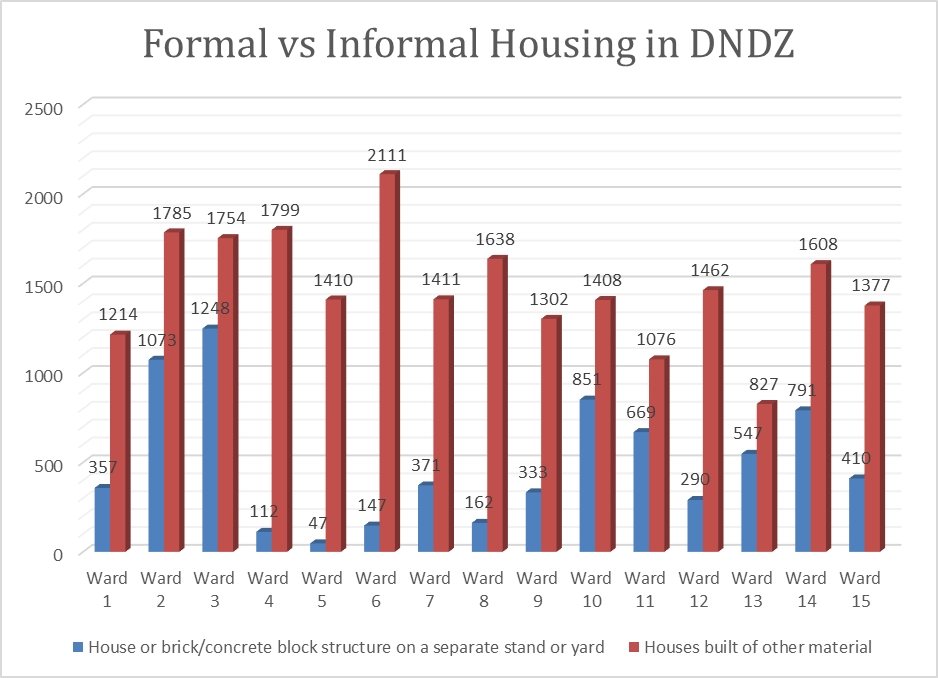 Formal vs Informal Housing in DNDZ
2500
2000
1500
1000
500
0
357
1214
1073
1785
1248
1754
112
1799
47
1410
147
2111
371
1411
162
1638
333
1302
851
1408
669
1076
290
1462
547
827
791
1608
410
1377
Ward 1
Ward 2
Ward 3
Ward 4
Ward 5
Ward 6
Ward 7
Ward 8
Ward 9
Ward 10
Ward 11
Ward 12
Ward 13
Ward 14
Ward 15
House or brick/concrete block structure on a separate stand or yard
Houses built of other material